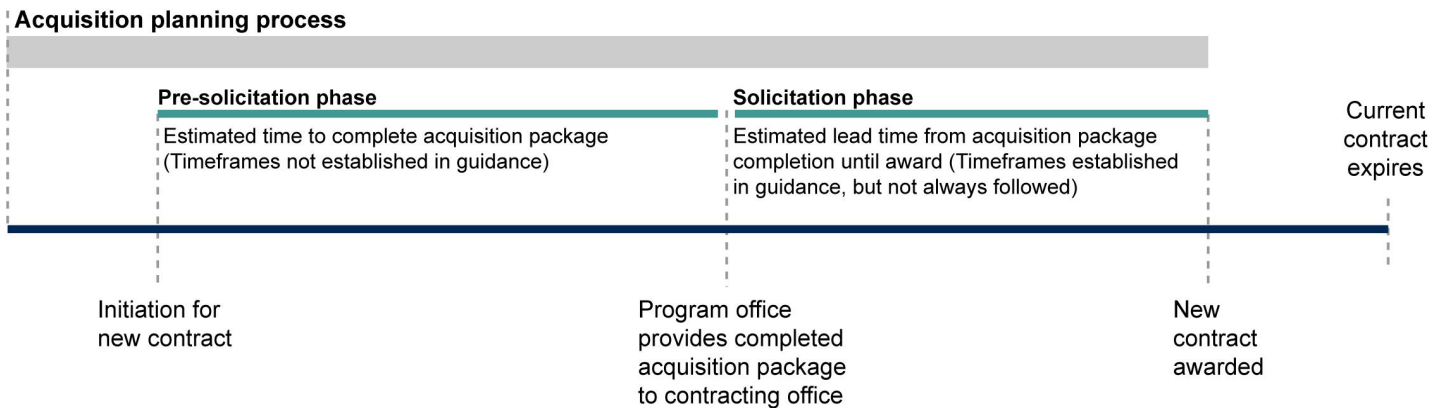 Acquisition planning process
Pre-solicitation phase
Estimated time to complete acquisition package
(Timeframes not established in guidance)
Solicitation phase
Estimated lead time from acquisition package
completion until award (Timeframes established
in guidance, but not always followed)
Current
contract
expires
Initiation for
new contract
Program office
provides completed
acquisition package
to contracting office
New
contract
awarded